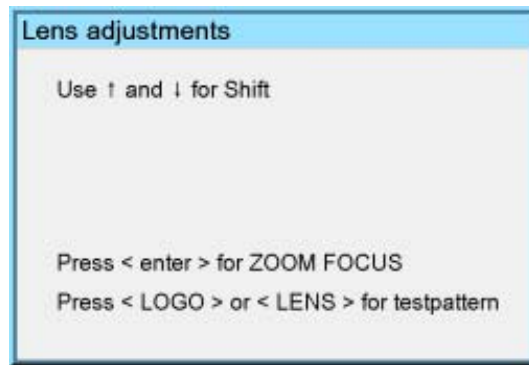 Lens adjustments
Use ↑ and ↓ for Shift
Press < enter > for ZOOM FOCUS
Press < LOGO > or < LENS > for testpattern